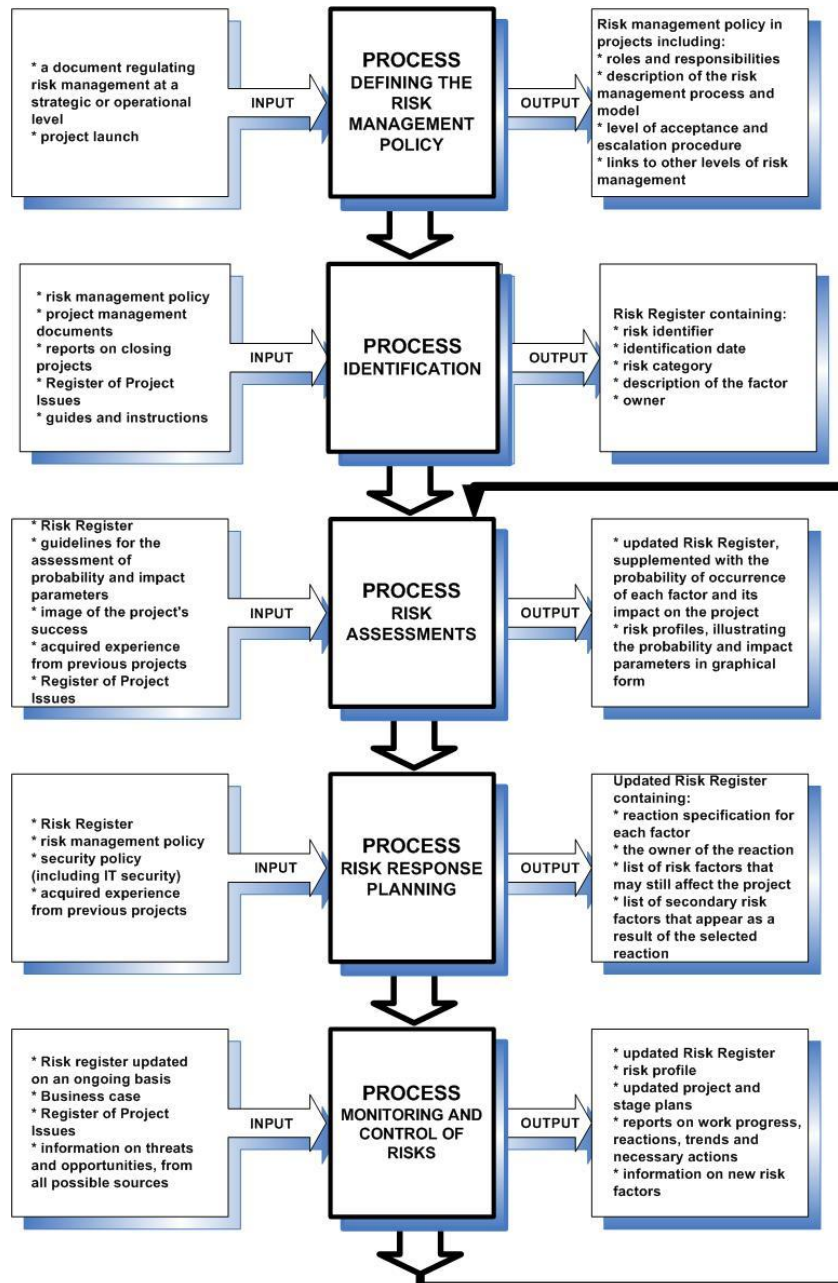 * a document regulating
risk management at a
strategic or operational
level
* project launch
INPUT
PROCESS
DEFINING THE
RISK
MANAGEMENT
POLICY
OUTPUT
Risk management policy in
projects including:
* roles and responsibilities
* description of the risk
management process and
model
* level of acceptance and
escalation procedure
* links to other levels of risk
management
* risk management policy
* project management
documents
* reports on closing
projects
* Register of Project
Issues
* guides and instructions
INPUT
PROCESS
IDENTIFICATION
OUTPUT
Risk Register containing:
* risk identifier
* identification date
* risk category
* description of the factor
* owner
* Risk Register
* guidelines for the
assessment of
probability and impact
parameters
* image of the project's
success
* acquired experience
from previous projects
* Register of Project
Issues
INPUT
PROCESS
RISK
ASSESSMENTS
OUTPUT
* updated Risk Register,
supplemented with the
probability of occurrence
of each factor and its
impact on the project
* risk profiles, illustrating
the probability and impact
parameters in graphical
form
* Risk Register
* risk management policy
* security policy
(including IT security)
* acquired experience
from previous projects
INPUT
PROCESS
RISK RESPONSE
PLANNING
OUTPUT
Updated Risk Register
containing:
* reaction specification for
each factor
* the owner of the reaction
* list of risk factors that
may still affect the project
* list of secondary risk
factors that appear as a
result of the selected
reaction
* Risk register updated
on an ongoing basis
* Business case
* Register of Project
Issues
* information on threats
and opportunities, from
all possible sources
INPUT
PROCESS
MONITORING AND
CONTROL OF
RISKS
OUTPUT
* updated Risk Register
* risk profile
* updated project and
stage plans
* reports on work progress,
reactions, trends and
necessary actions
* information on new risk
factors